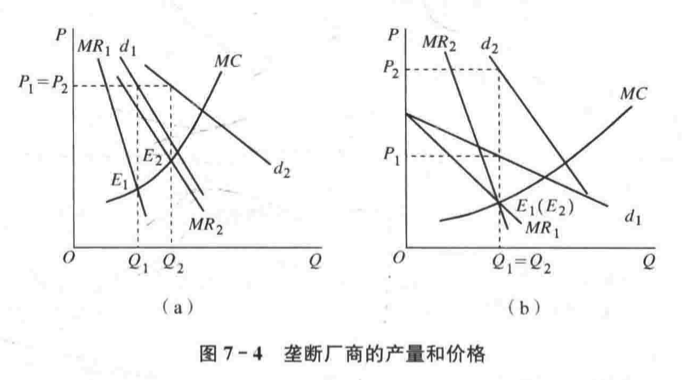 P
MR₁
d₁
MC
P₁=P₂
E₂
E₁
d₂
MR₂
O
Q₁
Q₂
Q
(a)
P
MR₂
d₂
P₂
MC
P₁
E₁(E₂)
d₁
MR₁
O
Q₁=Q₂
Q
(b)
图 7-4 垄断厂商的产量和价格